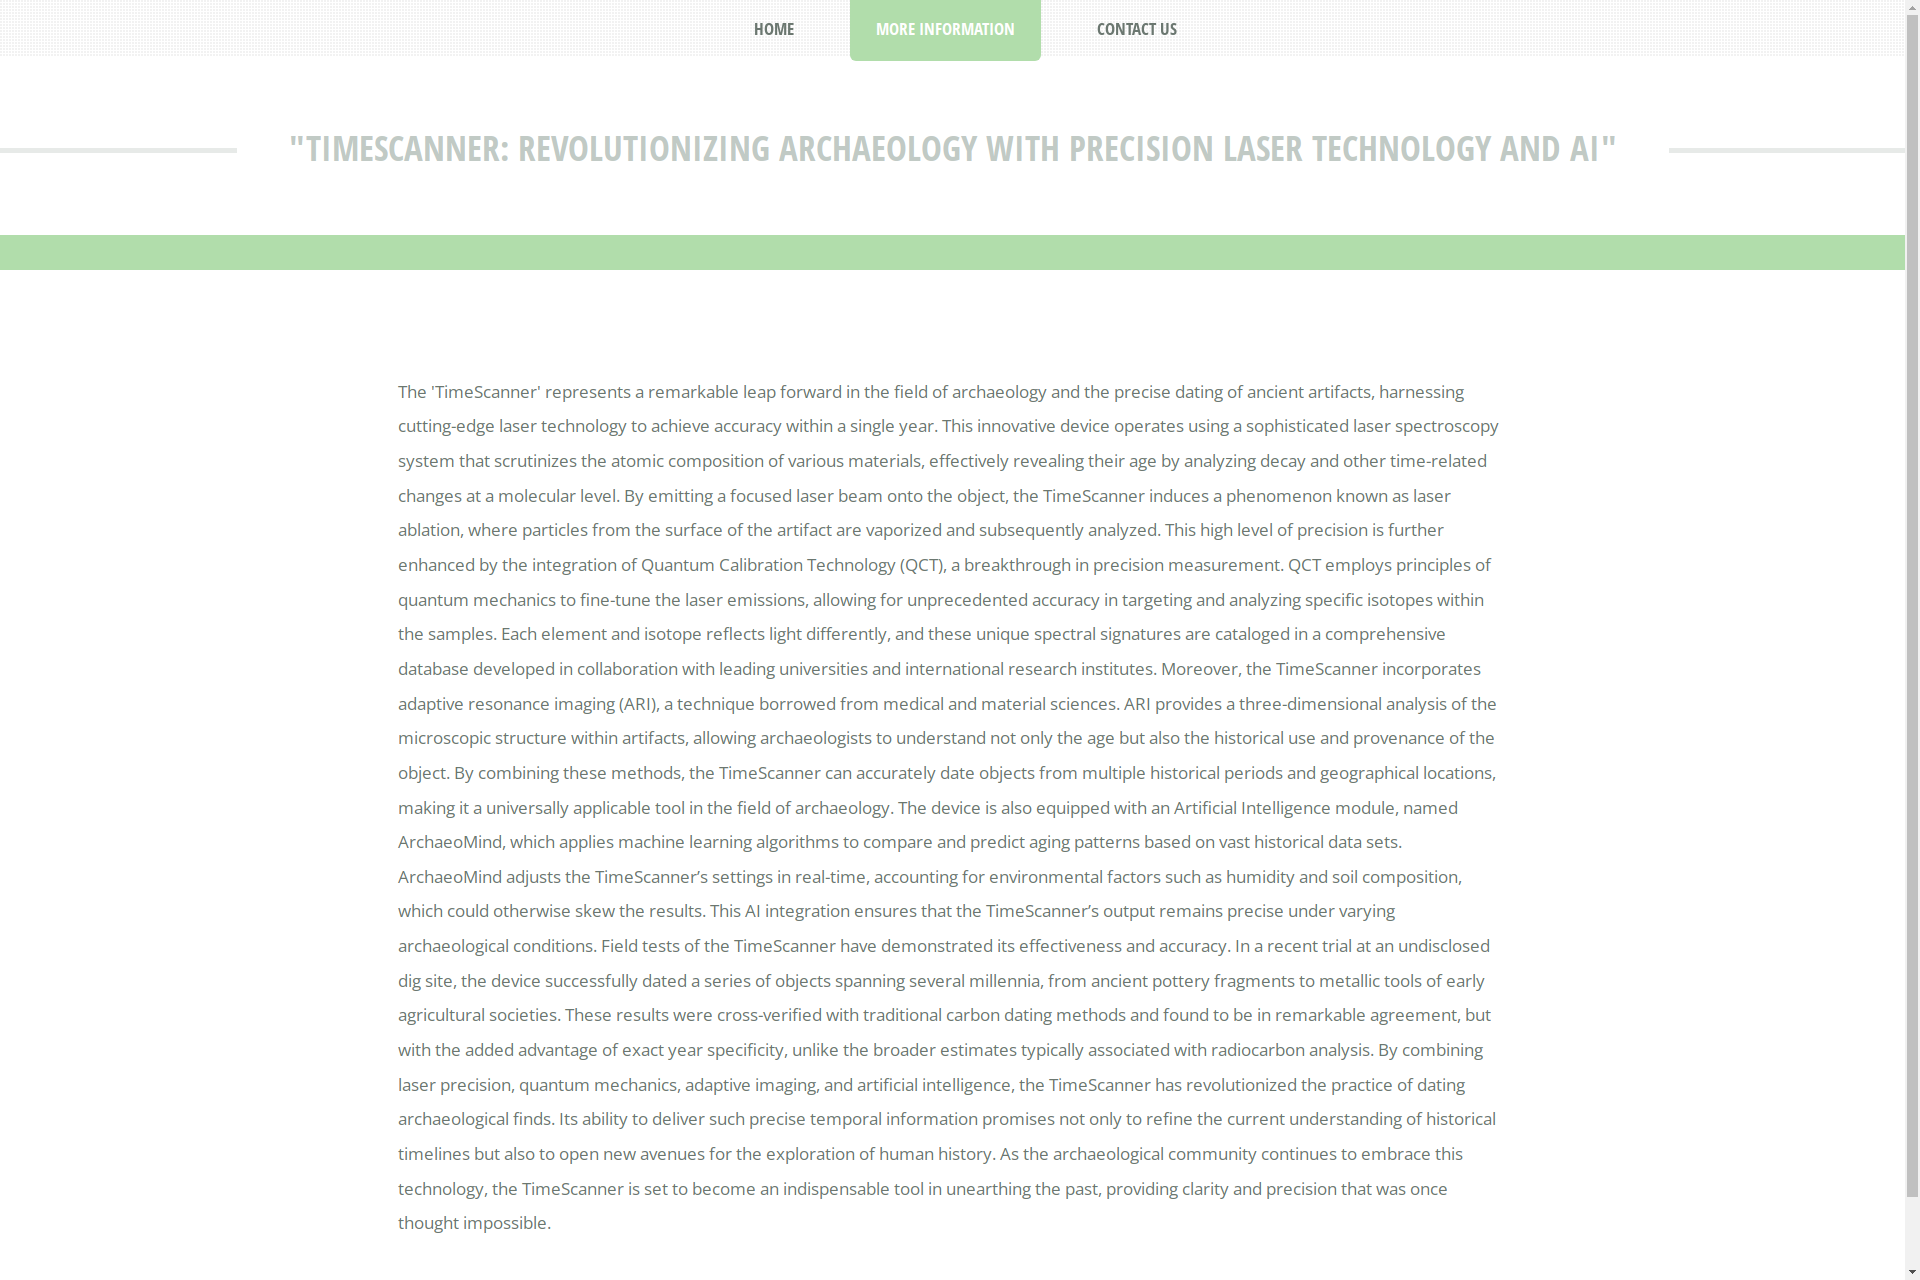 HOME
MORE INFORMATION
CONTACT US
"TIMESCANNER: REVOLUTIONIZING ARCHAEOLOGY WITH PRECISION LASER TECHNOLOGY AND AI"
The 'TimeScanner' represents a remarkable leap forward in the field of archaeology and the precise dating of ancient artifacts, harnessing
cutting-edge laser technology to achieve accuracy within a single year. This innovative device operates using a sophisticated laser spectroscopy
system that scrutinizes the atomic composition of various materials, effectively revealing their age by analyzing decay and other time-related
changes at a molecular level. By emitting a focused laser beam onto the object, the TimeScanner induces a phenomenon known as laser
ablation, where particles from the surface of the artifact are vaporized and subsequently analyzed. This high level of precision is further
enhanced by the integration of Quantum Calibration Technology (QCT), a breakthrough in precision measurement. QCT employs principles of
quantum mechanics to fine-tune the laser emissions, allowing for unprecedented accuracy in targeting and analyzing specific isotopes within
the samples. Each element and isotope reflects light differently, and these unique spectral signatures are cataloged in a comprehensive
database developed in collaboration with leading universities and international research institutes. Moreover, the TimeScanner incorporates
adaptive resonance imaging (ARI), a technique borrowed from medical and material sciences. ARI provides a three-dimensional analysis of the
microscopic structure within artifacts, allowing archaeologists to understand not only the age but also the historical use and provenance of the
object. By combining these methods, the TimeScanner can accurately date objects from multiple historical periods and geographical locations,
making it a universally applicable tool in the field of archaeology. The device is also equipped with an Artificial Intelligence module, named
ArchaeoMind, which applies machine learning algorithms to compare and predict aging patterns based on vast historical data sets.
ArchaeoMind adjusts the TimeScanner’s settings in real-time, accounting for environmental factors such as humidity and soil composition,
which could otherwise skew the results. This AI integration ensures that the TimeScanner’s output remains precise under varying
archaeological conditions. Field tests of the TimeScanner have demonstrated its effectiveness and accuracy. In a recent trial at an undisclosed
dig site, the device successfully dated a series of objects spanning several millennia, from ancient pottery fragments to metallic tools of early
agricultural societies. These results were cross-verified with traditional carbon dating methods and found to be in remarkable agreement, but
with the added advantage of exact year specificity, unlike the broader estimates typically associated with radiocarbon analysis. By combining
laser precision, quantum mechanics, adaptive imaging, and artificial intelligence, the TimeScanner has revolutionized the practice of dating
archaeological finds. Its ability to deliver such precise temporal information promises not only to refine the current understanding of historical
timelines but also to open new avenues for the exploration of human history. As the archaeological community continues to embrace this
technology, the TimeScanner is set to become an indispensable tool in unearthing the past, providing clarity and precision that was once
thought impossible.